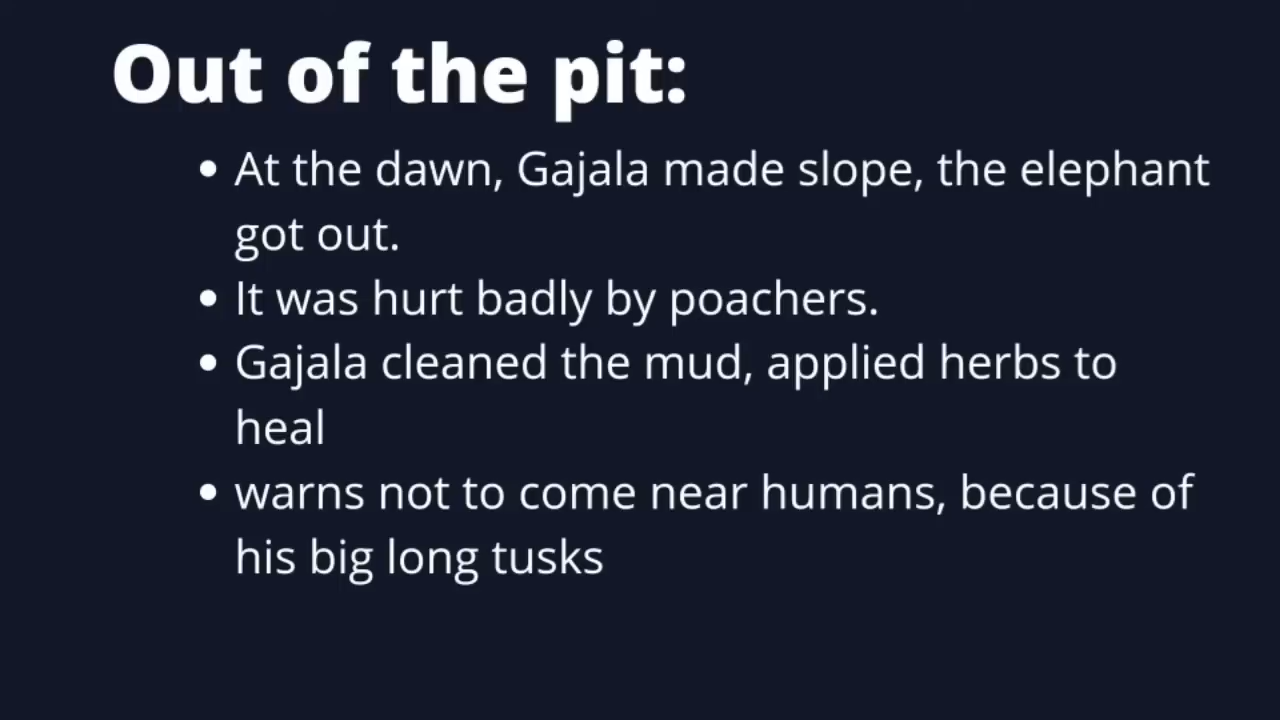 Out of the pit:
• At the dawn, Gajala made slope, the elephant
got out.
• It was hurt badly by poachers.
• Gajala cleaned the mud, applied herbs to
heal
• warns not to come near humans, because of
his big long tusks